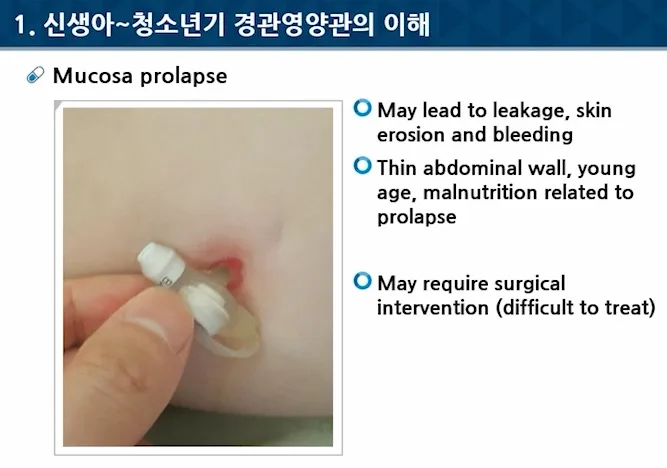 1. 신생아~청소년기 경관영양관의 이해
Mucosa prolapse
May lead to leakage, skin
erosion and bleeding
Thin abdominal wall, young
age, malnutrition related to
prolapse
May require surgical
intervention (difficult to treat)